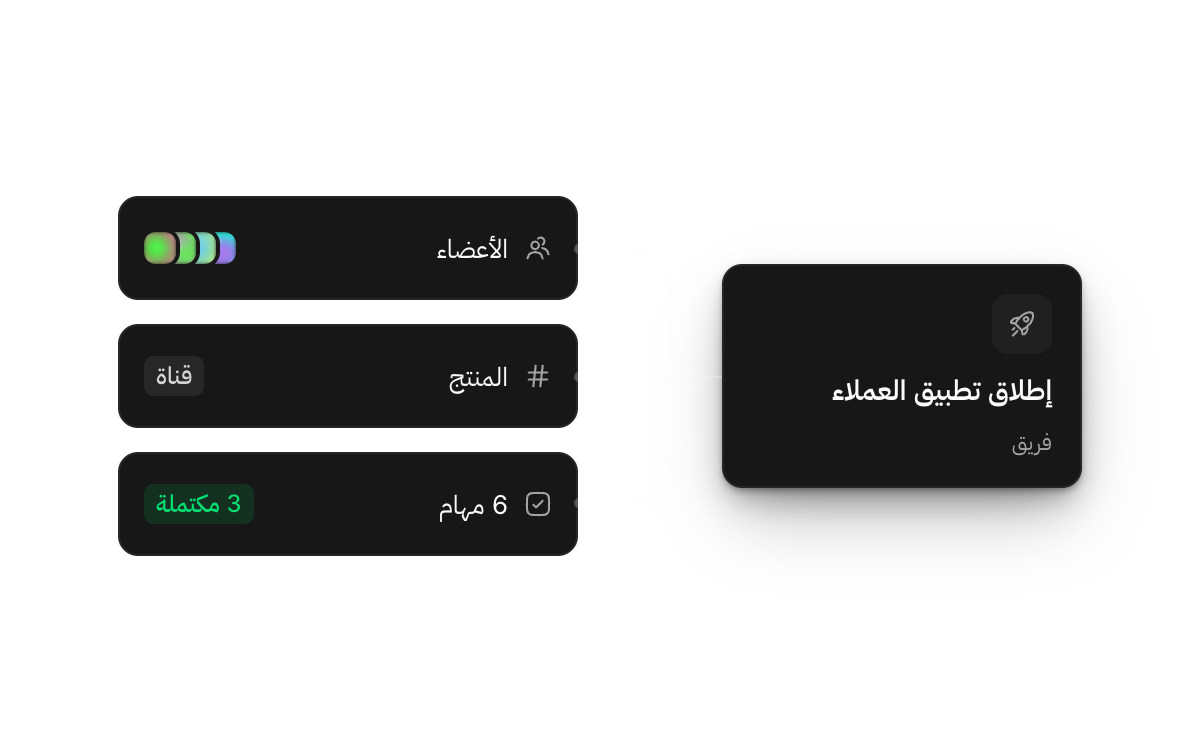 إطلاق تطبيق العملاء
فريق
الأعضاء
المنتج
قناة
6 مهام
3 مكتملة